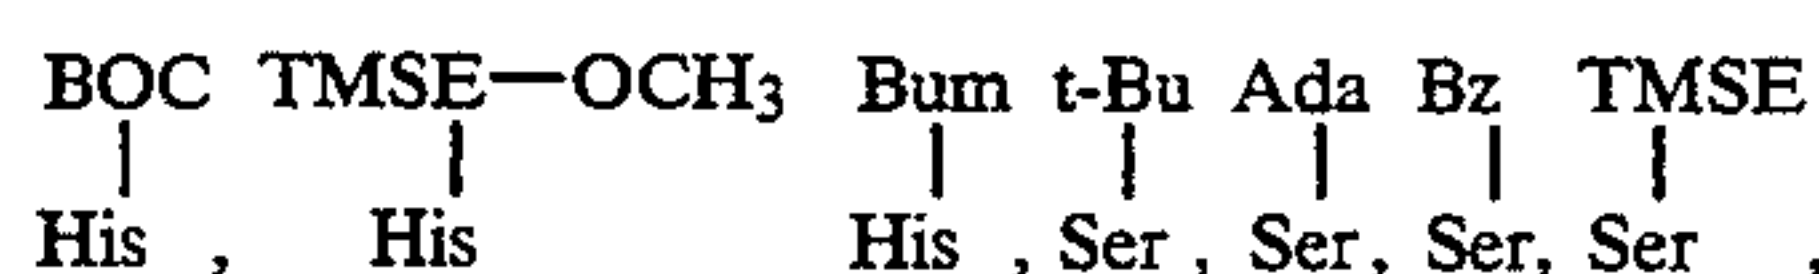 BOC TMSE—OCH3 Bum t-Bu Ada Bz TMSE
His , His His , Ser , Ser, Ser, Ser ,